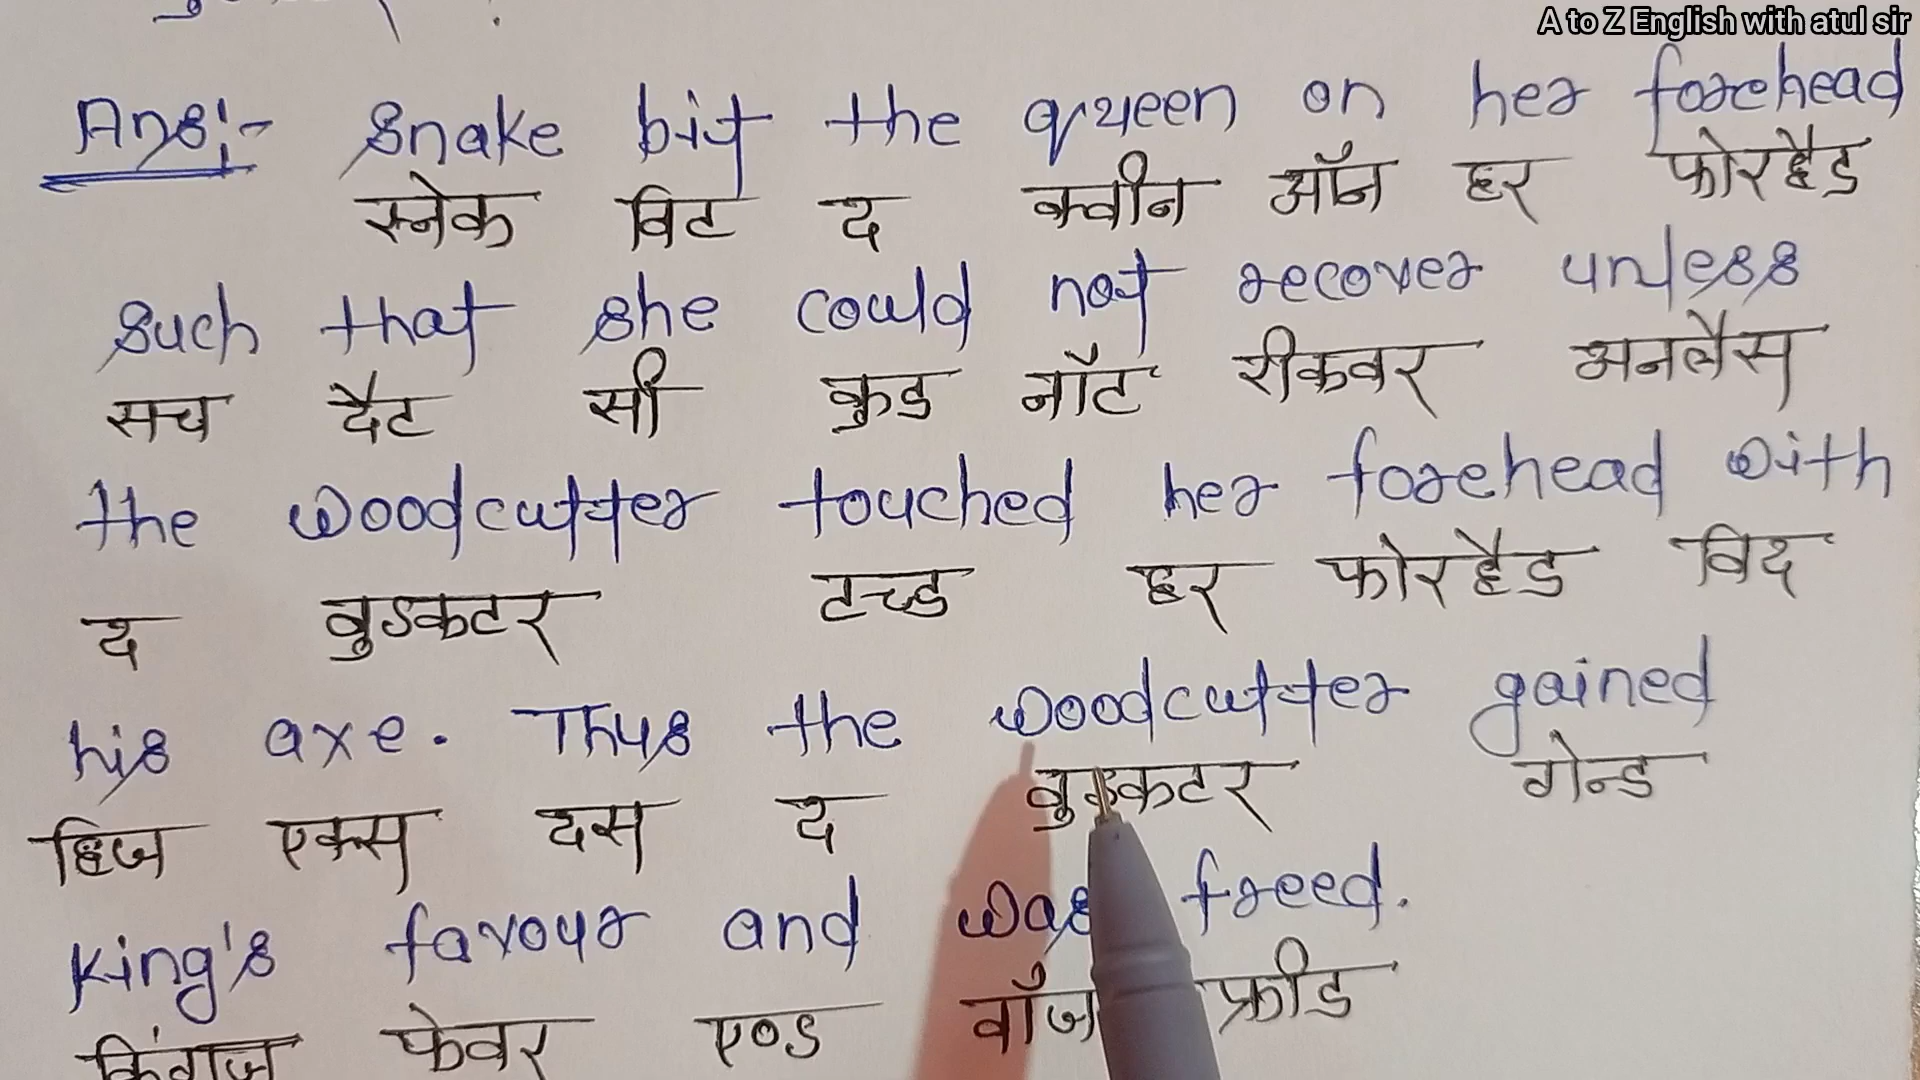 A to Z English with atul sir
Ans:- Snake bit the queen on her forehead
स्नेक बिट द क्वीन ऑन हर फोरहैड
such that she could not recover unless
सच दैट सी कुड नॉट रीकवर अनलैस
the woodcutter touched her forehead with
द वुडकटर टच्ड हर फोरहैड विद
his axe. Thus the woodcutter gained
हिज एक्स दस द वुडकटर गेन्ड
King's favour and was freed.
किंगज फेवर एण्ड वॉज फ्रीड